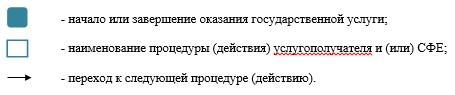 - начало или завершение оказания государственной услуги;
- наименование процедуры (действия) услугополучателя и (или) СФЕ;
- переход к следующей процедуре (действию).